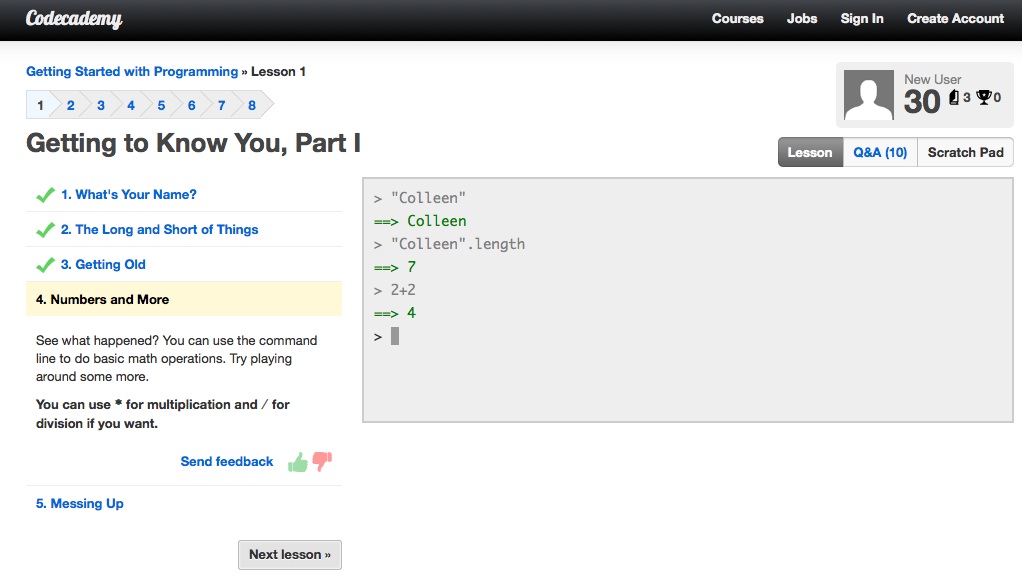 Codecademy
Courses Jobs Sign In Create Account
Getting Started with Programming » Lesson 1
1 2 3 4 5 6 7 8
New User
30 3 0
Getting to Know You, Part I
Lesson Q&A (10) Scratch Pad
1. What's Your Name?
2. The Long and Short of Things
3. Getting Old
4. Numbers and More
See what happened? You can use the command
line to do basic math operations. Try playing
around some more.
You can use * for multiplication and / for
division if you want.
Send feedback
5. Messing Up
Next lesson »
> "Colleen"
==> Colleen
> "Colleen".length
==> 7
> 2+2
==> 4
>